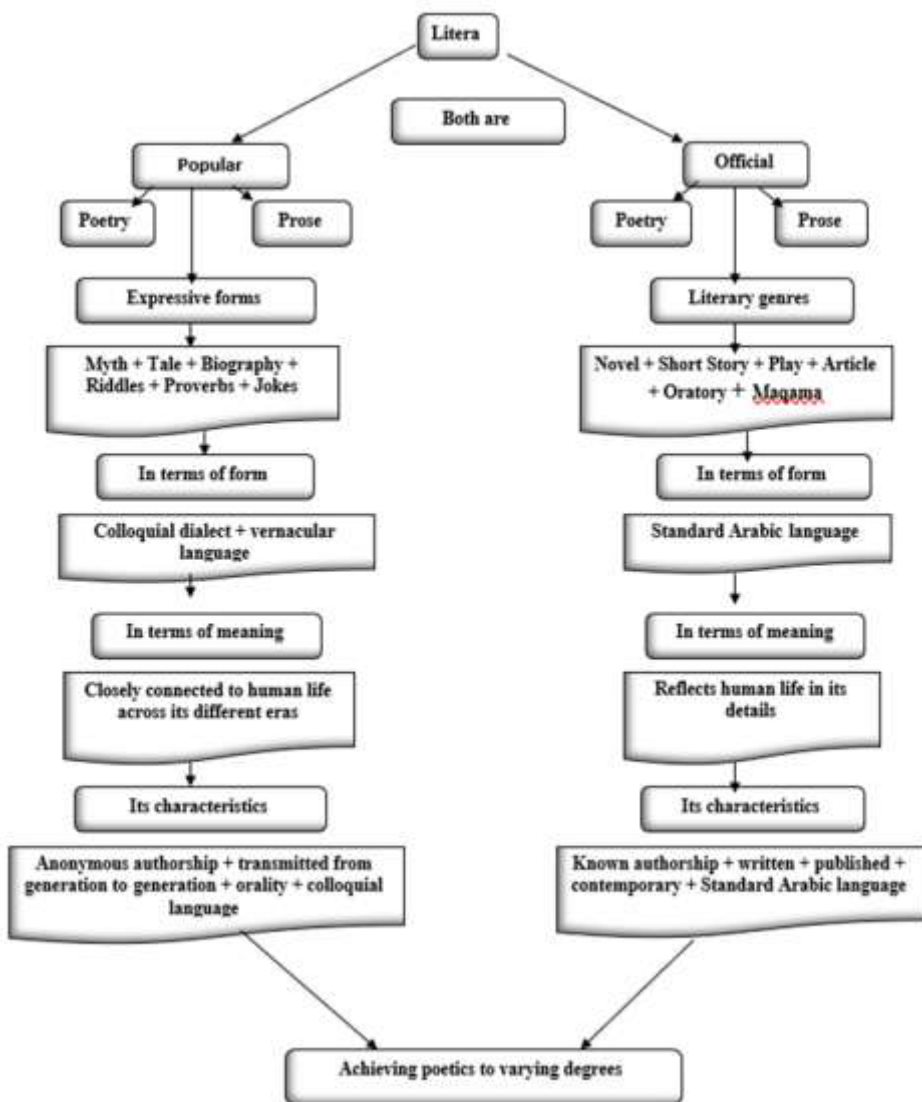 Litera
Both are
Popular
Official
Poetry
Prose
Poetry
Prose
Expressive forms
Literary genres
Myth + Tale + Biography +
Riddles + Proverbs + Jokes
Novel + Short Story + Play + Article
+ Oratory + Maqama
In terms of form
In terms of form
Colloquial dialect + vernacular
language
Standard Arabic language
In terms of meaning
In terms of meaning
Closely connected to human life
across its different eras
Reflects human life in its
details
Its characteristics
Its characteristics
Anonymous authorship + transmitted from
generation to generation + orality + colloquial
language
Known authorship + written + published +
contemporary + Standard Arabic language
Achieving poetics to varying degrees